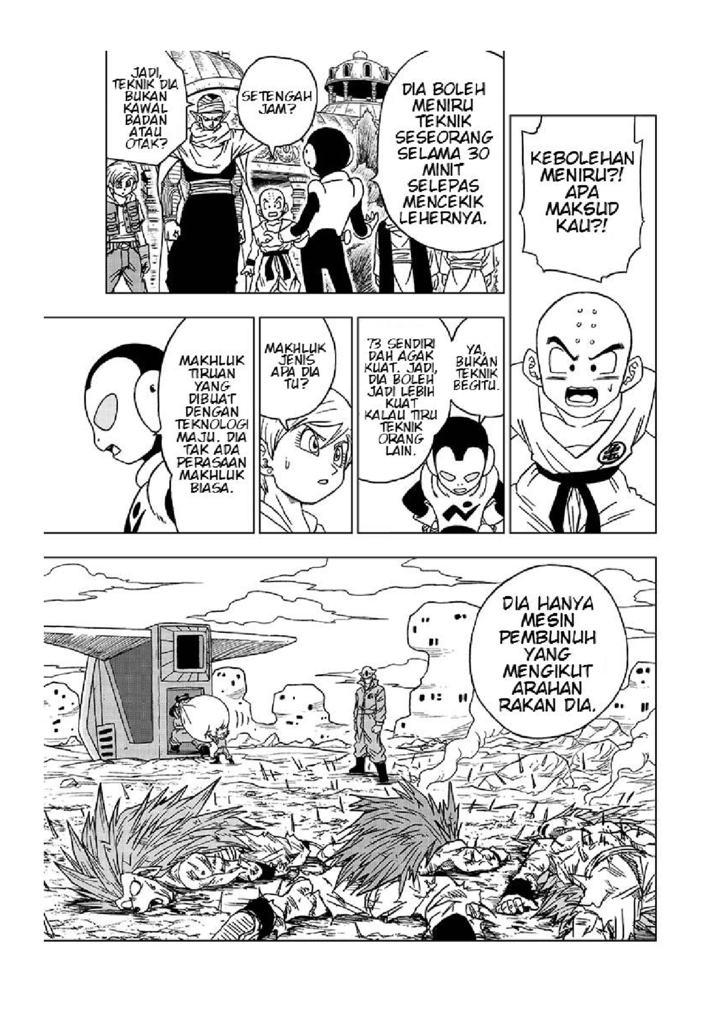 KEBOLEHAN
MENIRU?!
APA
MAKSUD
KAU?!
DIA BOLEH
MENIRU
TEKNIK
SESEORANG
SELAMA 30
MINIT
SELEPAS
MENCEKIK
LEHERNYA.
SETENGAH
JAM?
JADI,
TEKNIK DIA
BUKAN
KAWAL
BADAN
ATAU
OTAK?
YA,
BUKAN
TEKNIK
BEGITU.
73 SENDIRI
DAH AGAK
KUAT. JADI,
DIA BOLEH
JADI LEBIH
KUAT
KALAU TIRU
TEKNIK
ORANG
LAIN.
MAKHLUK
JENIS
APA DIA
TU?
MAKHLUK
TIRUAN
YANG
DIBUAT
DENGAN
TEKNOLOGI
MAJU. DIA
TAK ADA
PERASAAN
MAKHLUK
BIASA.
DIA HANYA
MESIN
PEMBUNUH
YANG
MENGIKUT
ARAHAN
RAKAN DIA.